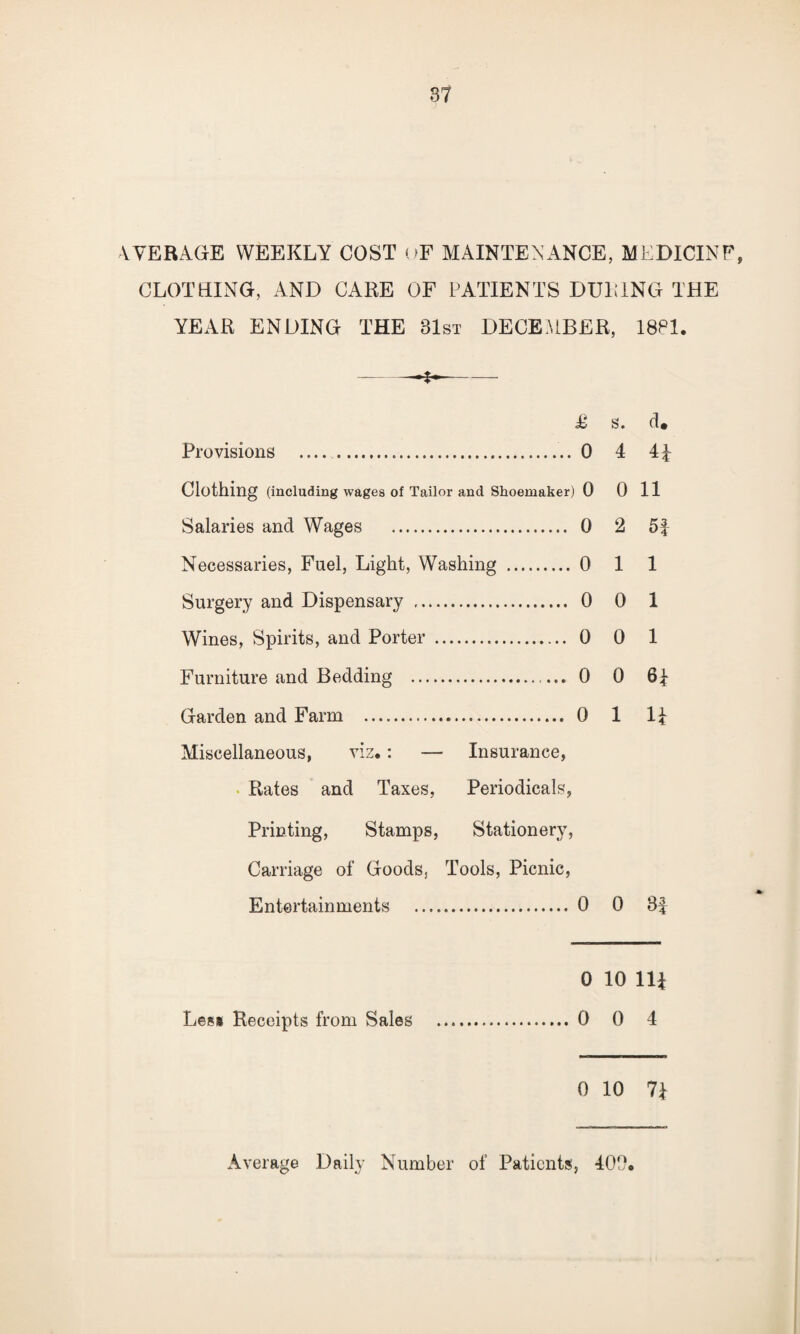 37
AVERAGE WEEKLY COST OF MAINTENANCE, MEDICINE,
CLOTHING, AND CARE OF PATIENTS DURING THE
YEAR ENDING THE 31ST DECEMBER, 1881.
£ s. d.
Provisions ..... 0 4 4¼
Clothing (including wages of Tailor and Shoemaker) 0 0 11
Salaries and Wages ..... 0 2 5¾
Necessaries, Fuel, Light, Washing ..... 0 1 1
Surgery and Dispensary ..... 0 0 1
Wines, Spirits, and Porter ..... 0 0 1
Furniture and Bedding ..... 0 0 6¼
Garden and Farm ..... 0 1 1¼
Miscellaneous, viz. : — Insurance,
Rates and Taxes, Periodicals,
Printing, Stamps, Stationery,
Carriage of Goods, Tools, Picnic,
Entertainments ..... 0 0 3¾
0 10 11¼
Less Receipts from Sales ..... 0 0 4
0 10 7¼
Average Daily Number of Patients, 400.